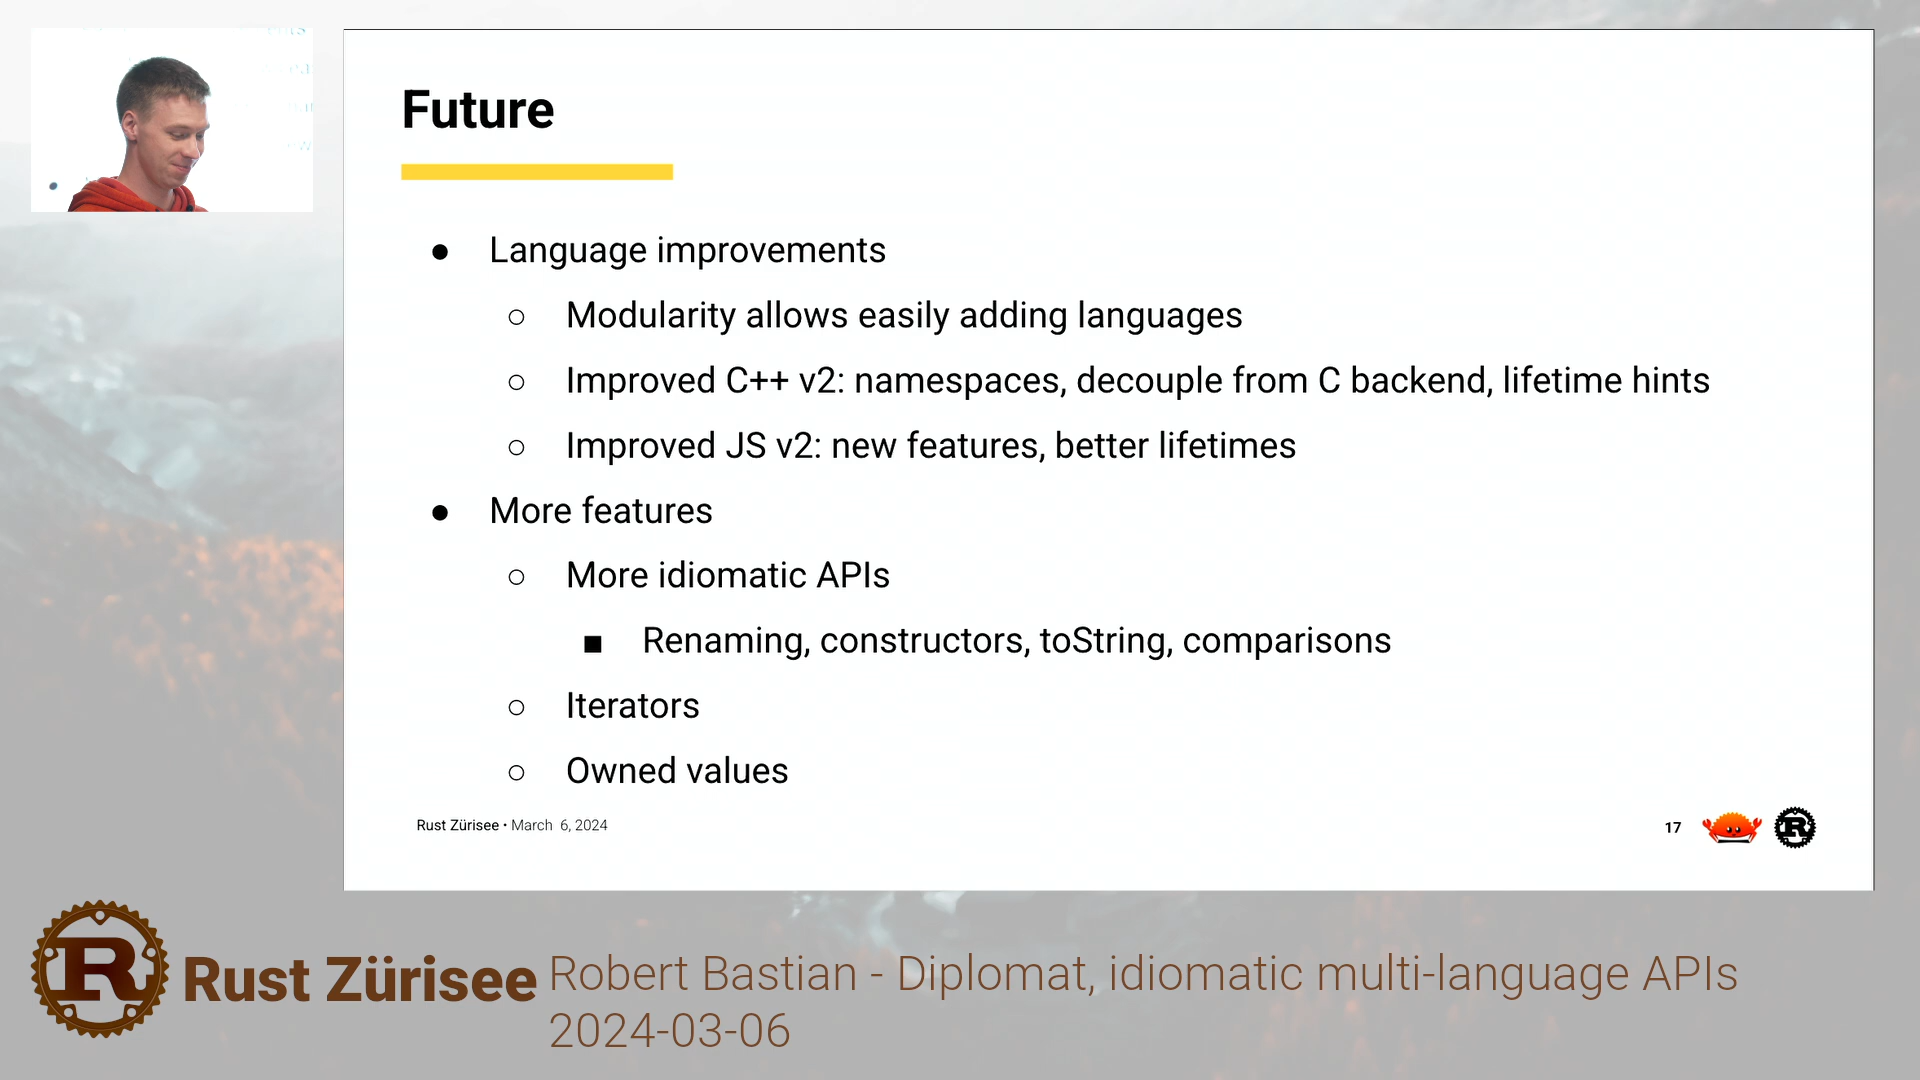 Future
● Language improvements
○ Modularity allows easily adding languages
○ Improved C++ v2: namespaces, decouple from C backend, lifetime hints
○ Improved JS v2: new features, better lifetimes
● More features
○ More idiomatic APIs
■ Renaming, constructors, toString, comparisons
○ Iterators
○ Owned values
Rust Zürisee • March 6, 2024
17
R
R
Rust Zürisee
Robert Bastian - Diplomat, idiomatic multi-language APIs
2024-03-06